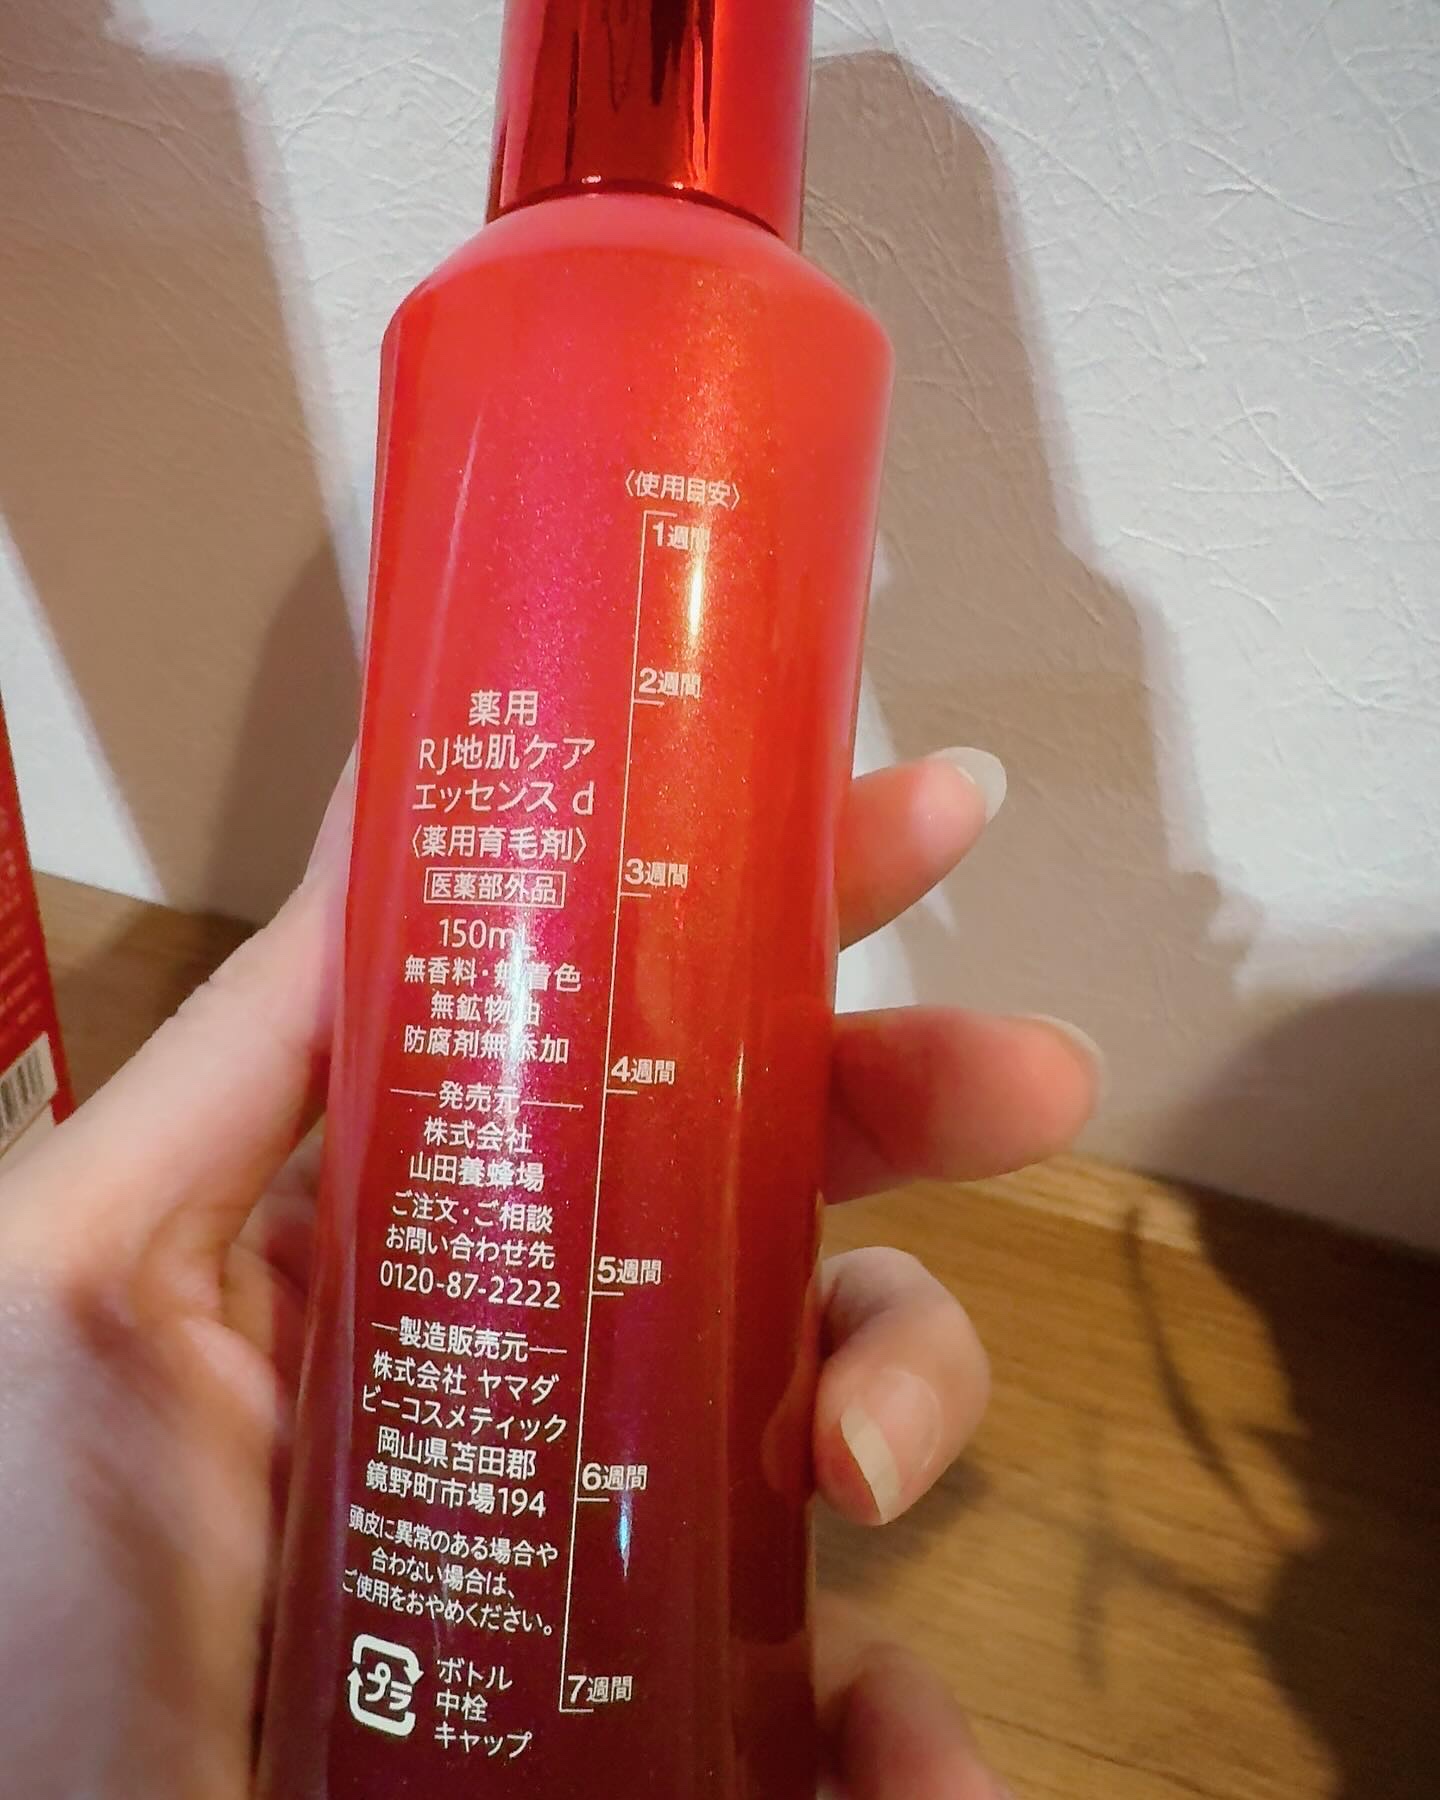 〈使用目安〉
1週間
2週間
3週間
4週間
5週間
6週間
7週間
薬用
RJ地肌ケア
エッセンス d
〈薬用育毛剤〉
医薬部外品
150mL
無香料・無着色
無鉱物油
防腐剤無添加
発売元
株式会社
山田養蜂場
ご注文・ご相談
お問い合わせ先
0120-87-2222
製造販売元
株式会社 ヤマダ
ビーコスメティック
岡山県苫田郡
鏡野町市場194
頭皮に異常のある場合や
合わない場合は、
ご使用をおやめください。
プラ
ボトル
中栓
キャップ